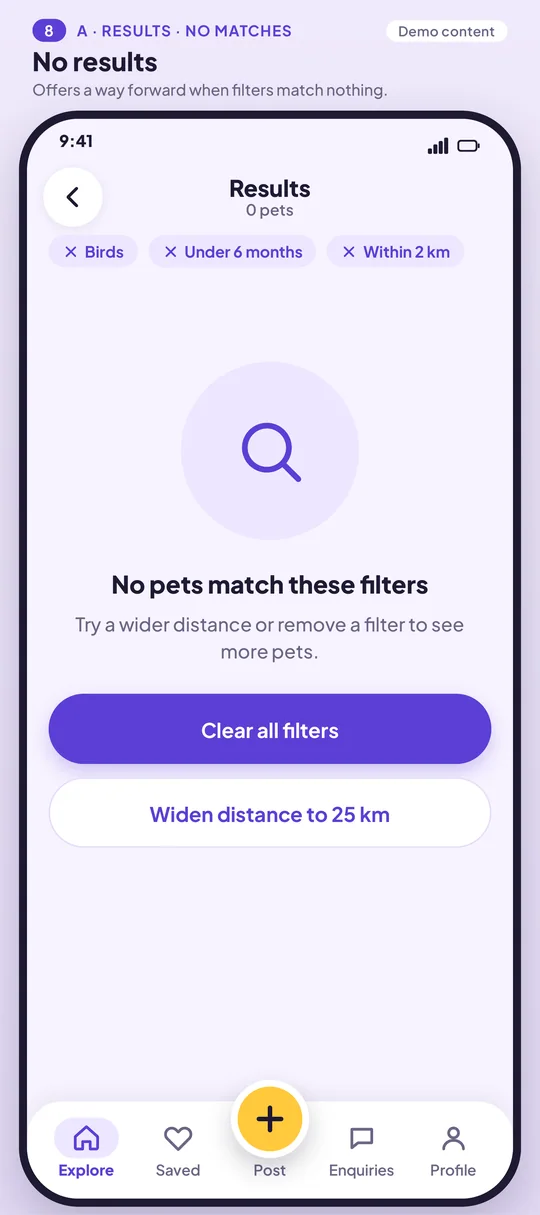 8 A · RESULTS · NO MATCHES Demo content
No results
Offers a way forward when filters match nothing.
9:41
Results
0 pets
Birds Under 6 months Within 2 km
No pets match these filters
Try a wider distance or remove a filter to see
more pets.
Clear all filters
Widen distance to 25 km
Explore Saved Post Enquiries Profile